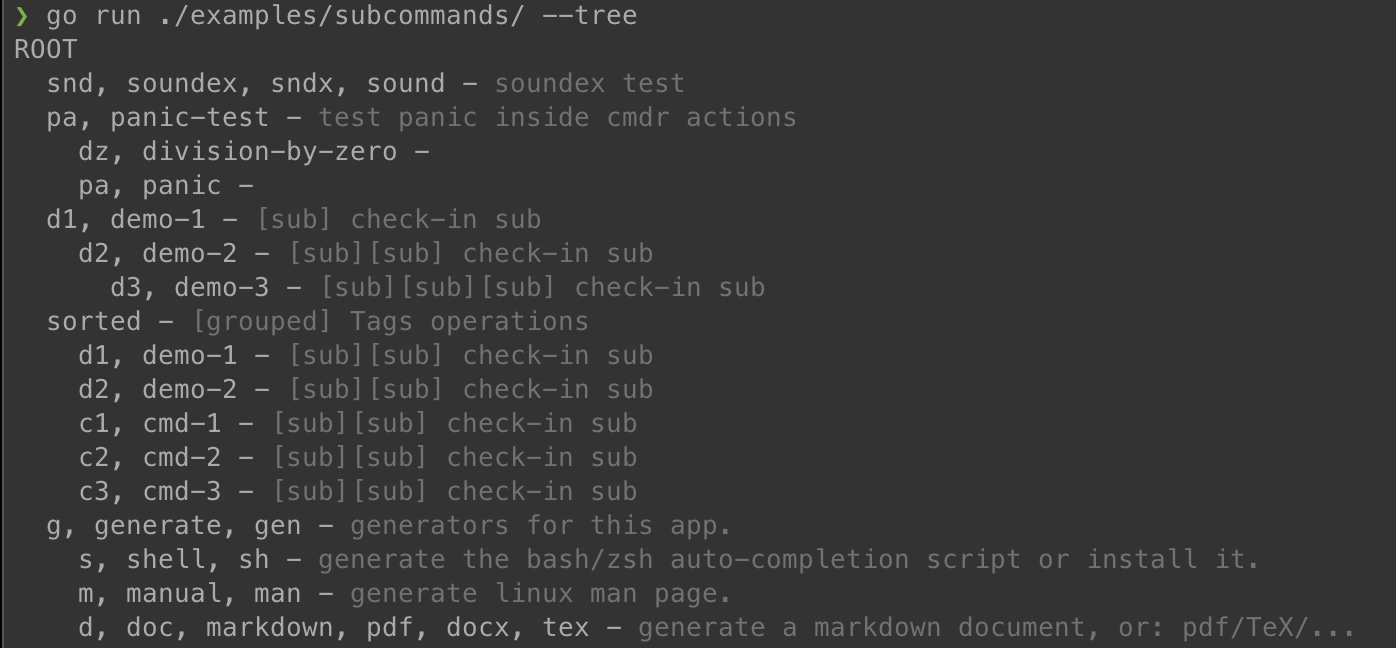 ❯ go run ./examples/subcommands/ --tree
ROOT
  snd, soundex, sndx, sound - soundex test
  pa, panic-test - test panic inside cmdr actions
    dz, division-by-zero -
    pa, panic -
  d1, demo-1 - [sub] check-in sub
    d2, demo-2 - [sub][sub] check-in sub
      d3, demo-3 - [sub][sub][sub] check-in sub
  sorted - [grouped] Tags operations
    d1, demo-1 - [sub][sub] check-in sub
    d2, demo-2 - [sub][sub] check-in sub
    c1, cmd-1 - [sub][sub] check-in sub
    c2, cmd-2 - [sub][sub] check-in sub
    c3, cmd-3 - [sub][sub] check-in sub
  g, generate, gen - generators for this app.
    s, shell, sh - generate the bash/zsh auto-completion script or install it.
    m, manual, man - generate linux man page.
    d, doc, markdown, pdf, docx, tex - generate a markdown document, or: pdf/TeX/...